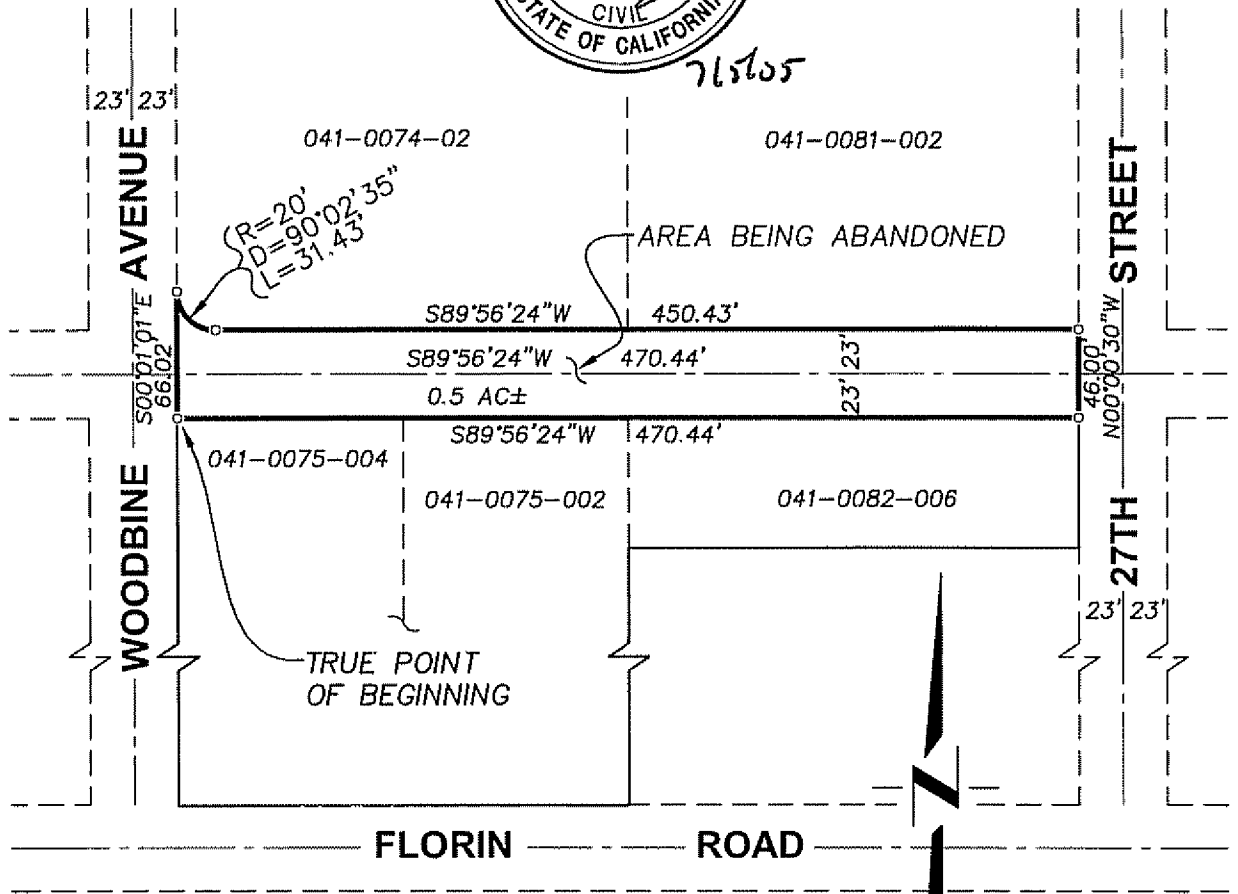 CIVIL
STATE OF CALIFORNIA
7/5/05
23' 23'
041-0074-02
041-0081-002
WOODBINE AVENUE
27TH STREET
R=20'
D=90°02'35"
L=31.43'
AREA BEING ABANDONED
S89°56'24"W 450.43'
S00°01'01"E
66.02'
S89°56'24"W 470.44'
23' 23'
46.00'
N00°00'30"W
0.5 AC±
S89°56'24"W 470.44'
041-0075-004
041-0075-002
041-0082-006
23' 23'
TRUE POINT
OF BEGINNING
FLORIN ROAD